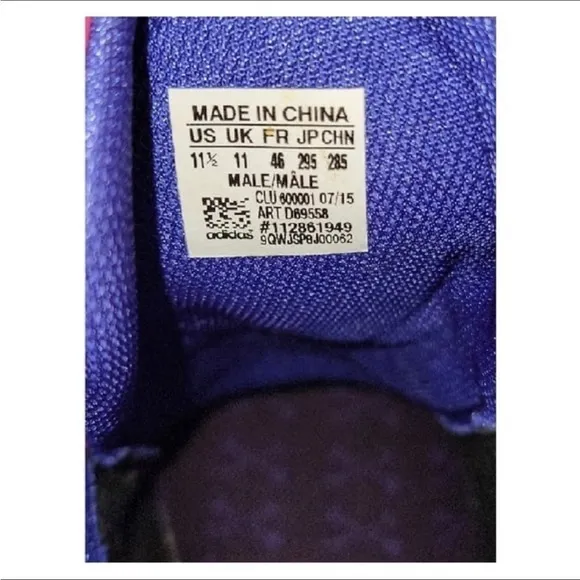 MADE IN CHINA
US UK FR JP CHN
11½ 11 46 295 285
MALE/MÂLE
CLU 600001 07/15
ART D69558
#112861949
adidas 9QWJSP8J00062